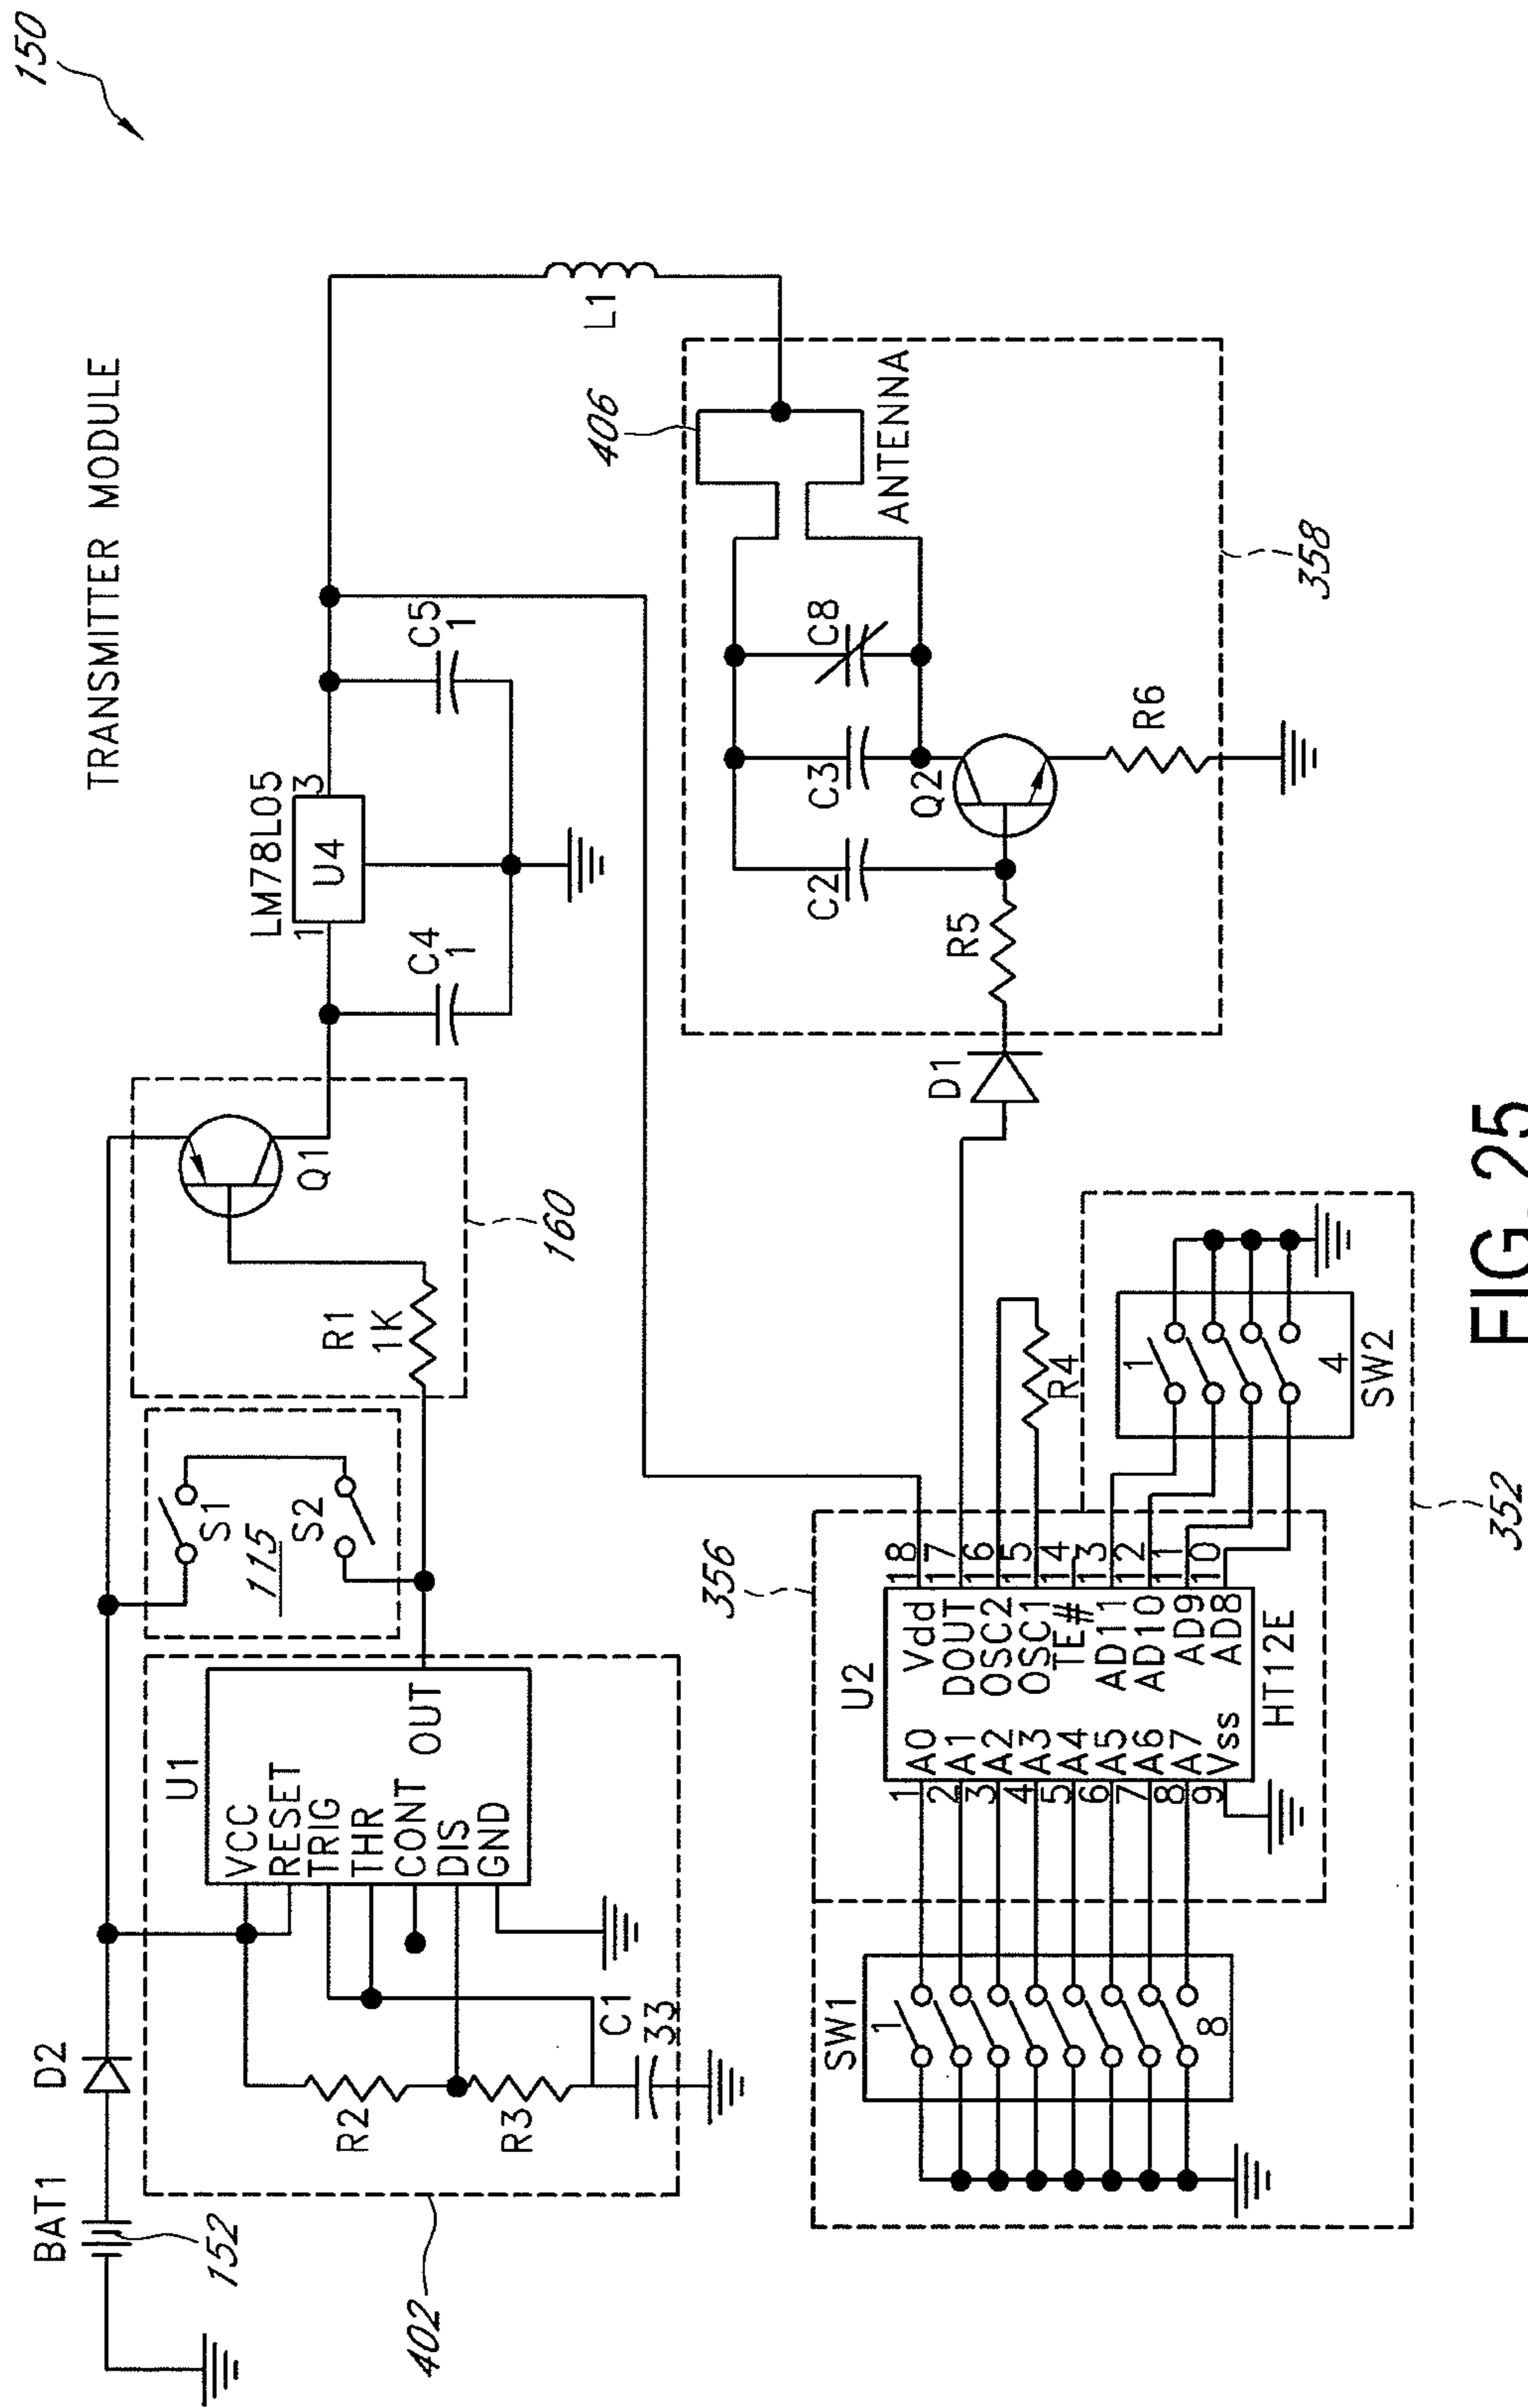 150
TRANSMITTER MODULE
BAT1
152
D2
402
U1
VCC
RESET
TRIG
THR
CONT
DIS
GND
OUT
R2
R3
C1
33
S1
115
S2
R1
1K
Q1
160
LM78L05
1
U4
3
C4
1
C5
1
L1
406
ANTENNA
C8
C3
C2
Q2
R5
R6
D1
358
356
U2
1 A0
2 A1
3 A2
4 A3
5 A4
6 A5
7 A6
8 A7
9 Vss
Vdd 18
DOUT 17
OSC2 16
OSC1 15
TE# 14
AD11 13
AD10 12
AD9 11
AD8 10
HT12E
R4
SW1
1
8
1
4
SW2
352
FIG. 25